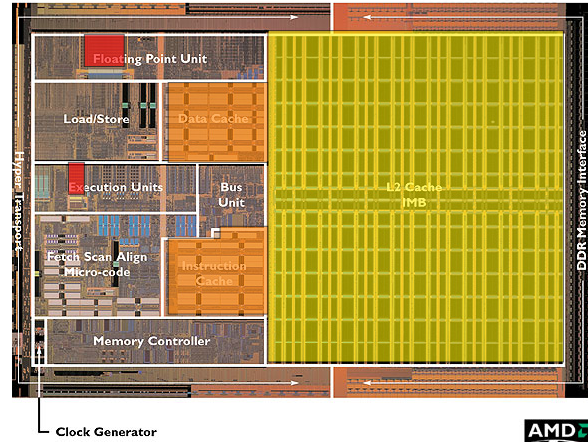 Floating Point Unit
Load/Store
Data Cache
Execution Units
Bus
Unit
L2 Cache
IMB
Hyper Transport
DDR Memory Interface
Fetch Scan Align
Micro-code
Instruction
Cache
Memory Controller
Clock Generator
AMD